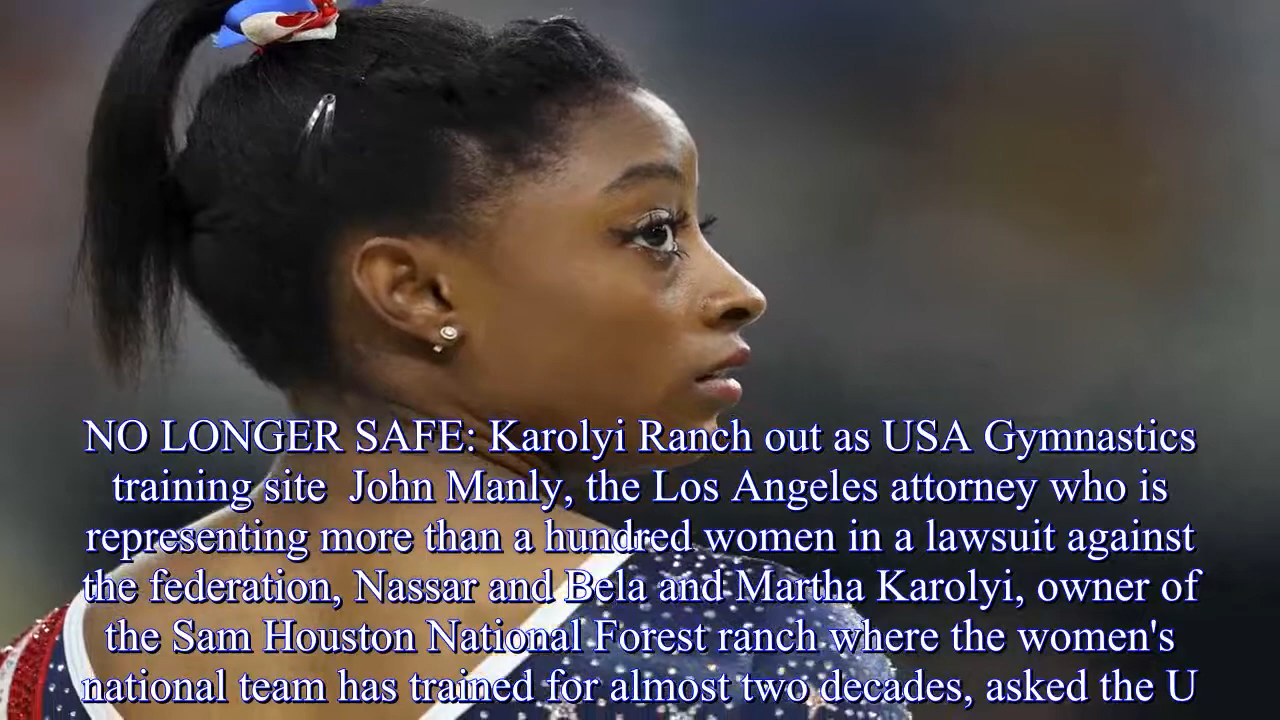 NO LONGER SAFE: Karolyi Ranch out as USA Gymnastics
training site  John Manly, the Los Angeles attorney who is
representing more than a hundred women in a lawsuit against
the federation, Nassar and Bela and Martha Karolyi, owner of
the Sam Houston National Forest ranch where the women's
national team has trained for almost two decades, asked the U